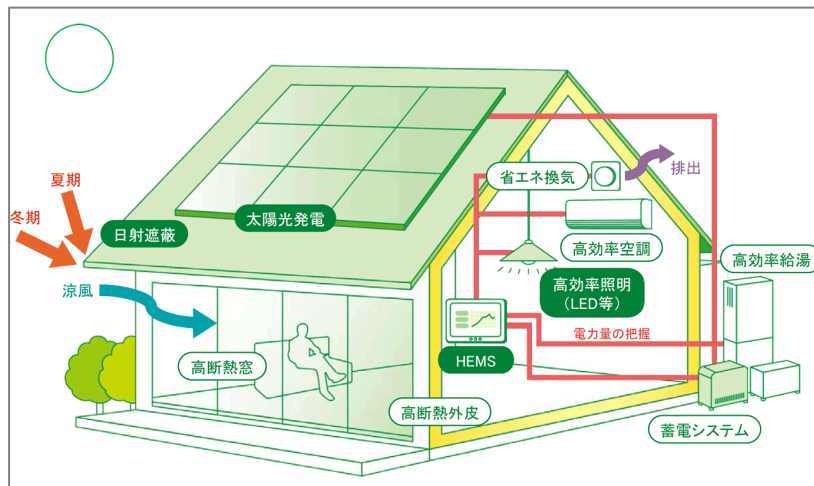 夏期
冬期
日射遮蔽
太陽光発電
省エネ換気
排出
高効率空調
高効率給湯
高効率照明
(LED等)
涼風
電力量の把握
高断熱窓
HEMS
高断熱外皮
蓄電システム